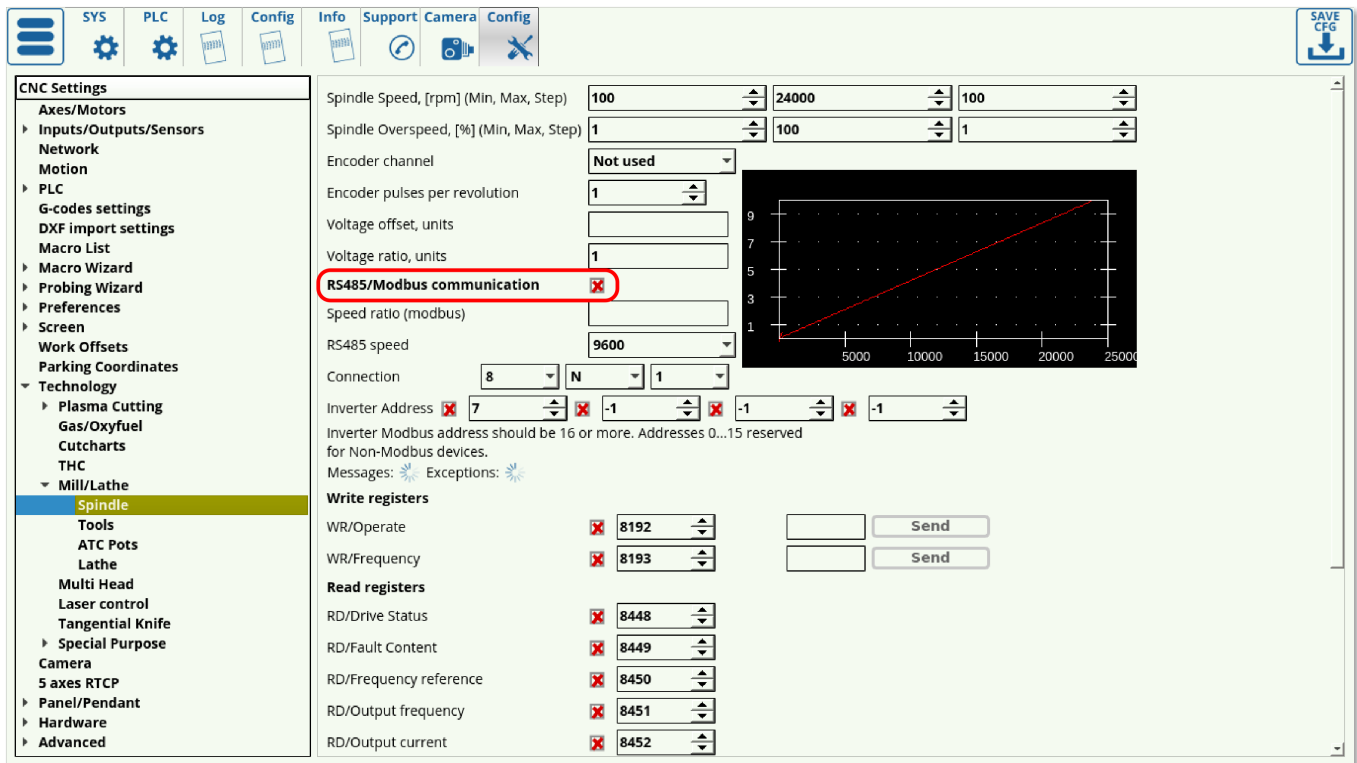 SYS PLC Log Config Info Support Camera Config SAVE
CFG
CNC Settings
Axes/Motors
Inputs/Outputs/Sensors
Network
Motion
PLC
G-codes settings
DXF import settings
Macro List
Macro Wizard
Probing Wizard
Preferences
Screen
Work Offsets
Parking Coordinates
Technology
Plasma Cutting
Gas/Oxyfuel
Cutcharts
THC
Mill/Lathe
Spindle
Tools
ATC Pots
Lathe
Multi Head
Laser control
Tangential Knife
Special Purpose
Camera
5 axes RTCP
Panel/Pendant
Hardware
Advanced
Spindle Speed, [rpm] (Min, Max, Step) 100 24000 100
Spindle Overspeed, [%] (Min, Max, Step) 1 100 1
Encoder channel Not used
Encoder pulses per revolution 1
Voltage offset, units
Voltage ratio, units 1
RS485/Modbus communication
Speed ratio (modbus)
RS485 speed 9600
9
7
5
3
1
5000 10000 15000 20000 25000
Connection 8 N 1
Inverter Address 7 -1 -1 -1
Inverter Modbus address should be 16 or more. Addresses 0...15 reserved
for Non-Modbus devices.
Messages: Exceptions:
Write registers
WR/Operate 8192 Send
WR/Frequency 8193 Send
Read registers
RD/Drive Status 8448
RD/Fault Content 8449
RD/Frequency reference 8450
RD/Output frequency 8451
RD/Output current 8452